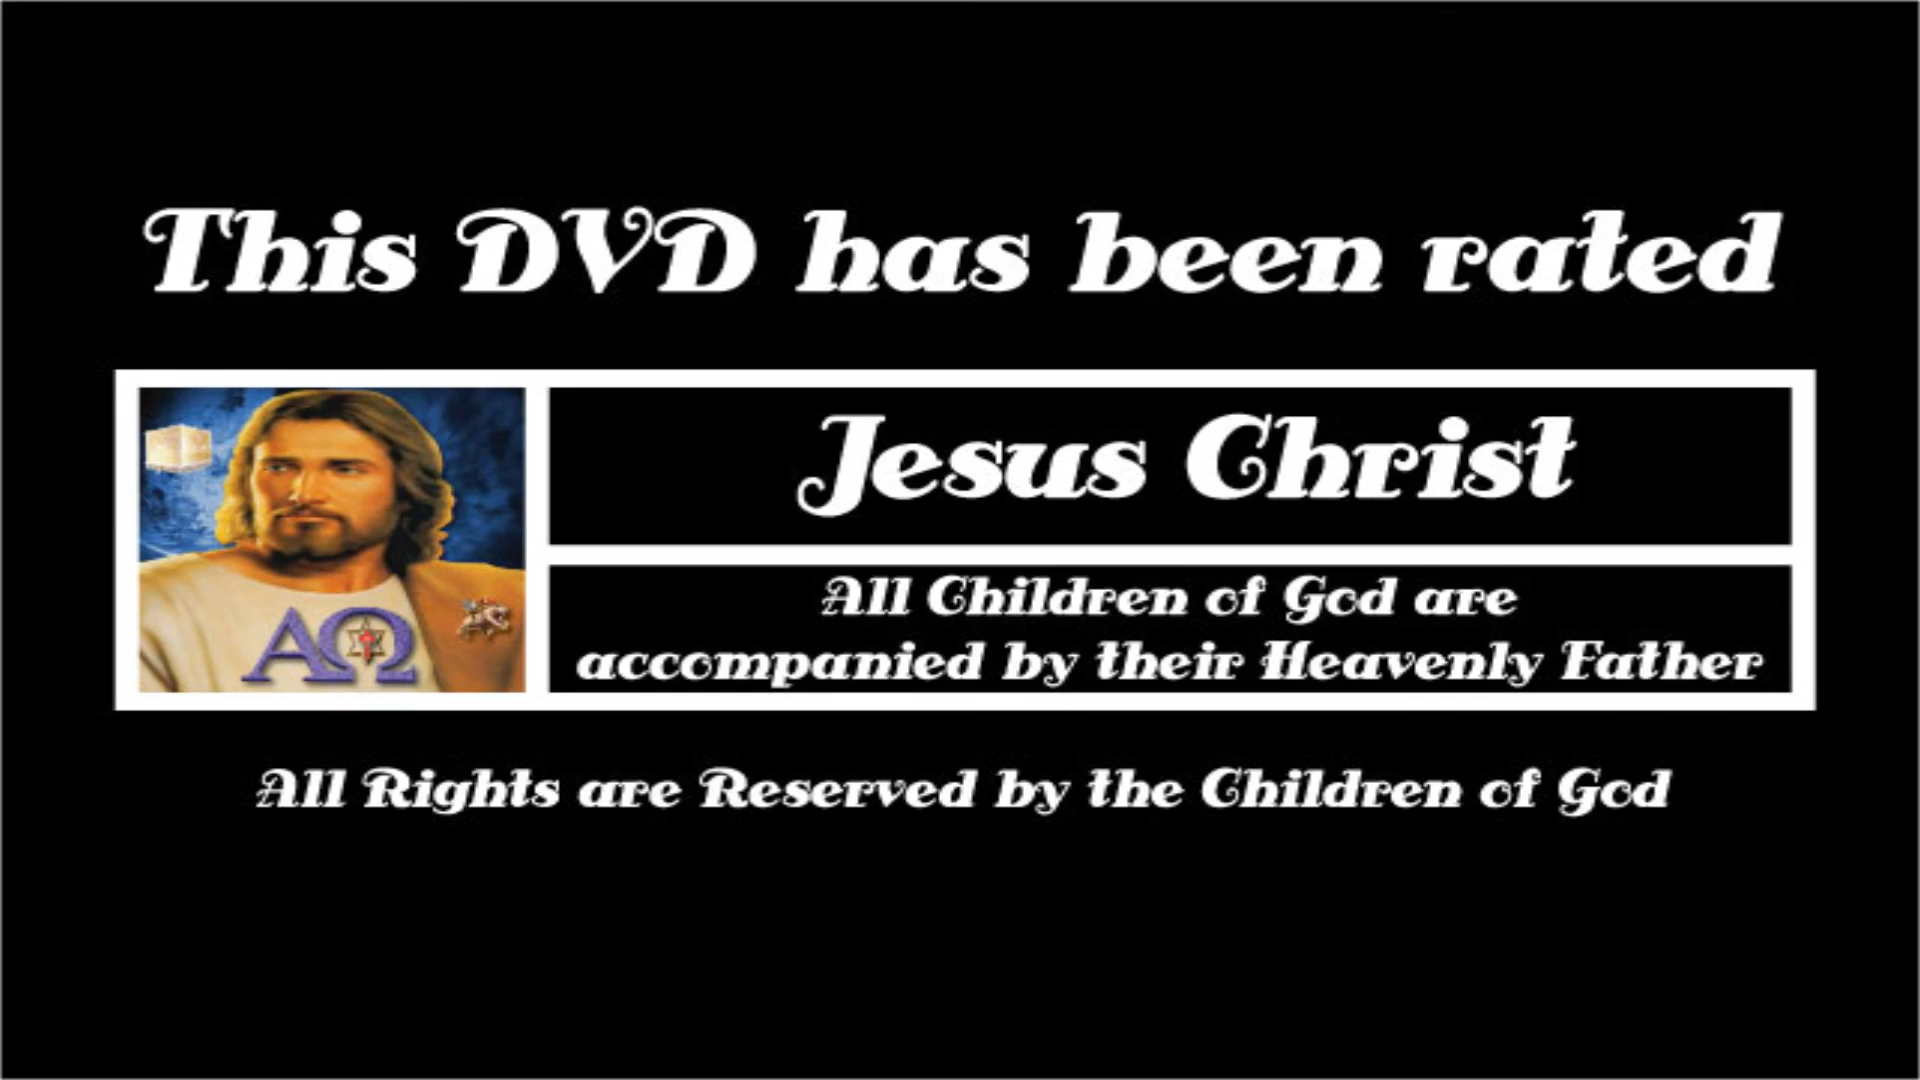 This DVD has been rated
Jesus Christ
All Children of God are
accompanied by their Heavenly Father
ΑΩ
All Rights are Reserved by the Children of God